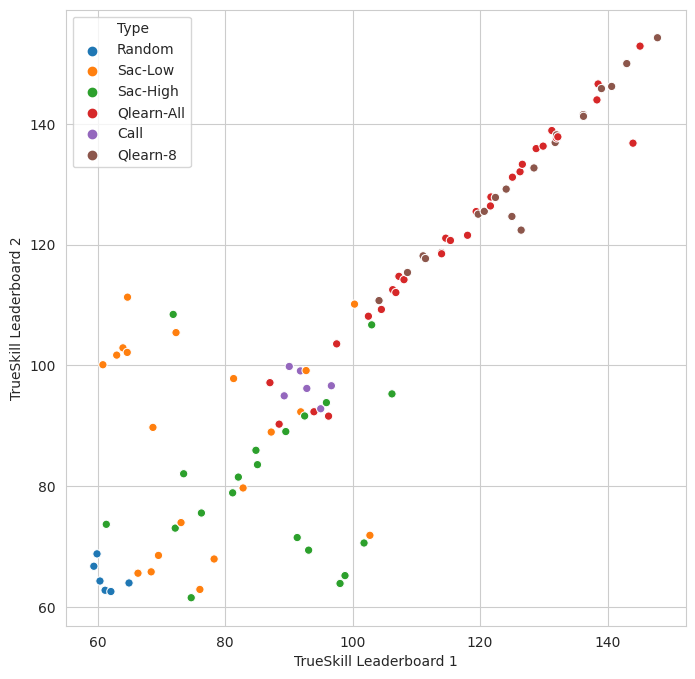 Type
Random
Sac-Low
Sac-High
Qlearn-All
Call
Qlearn-8
140
120
100
80
60
TrueSkill Leaderboard 2
60 80 100 120 140
TrueSkill Leaderboard 1